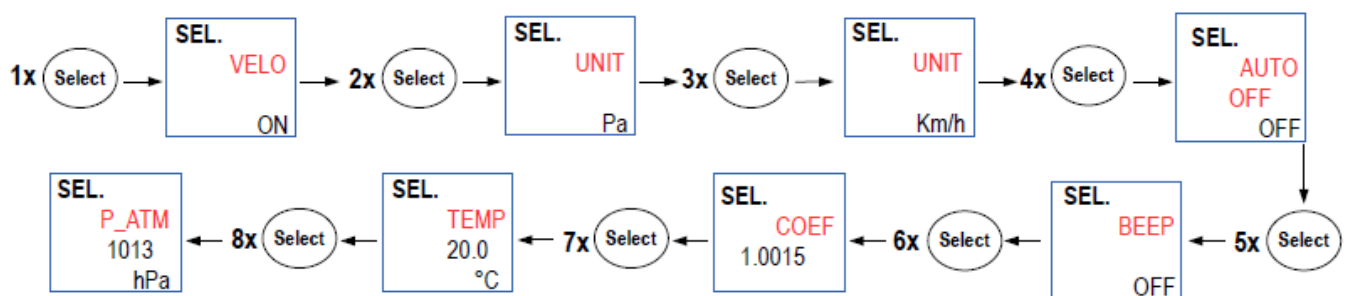 1x Select
SEL.
VELO
ON
2x Select
SEL.
UNIT
Pa
3x Select
SEL.
UNIT
Km/h
4x Select
SEL.
AUTO
OFF
OFF
5x Select
SEL.
BEEP
OFF
6x Select
SEL.
COEF
1.0015
7x Select
SEL.
TEMP
20.0
°C
8x Select
SEL.
P_ATM
1013
hPa